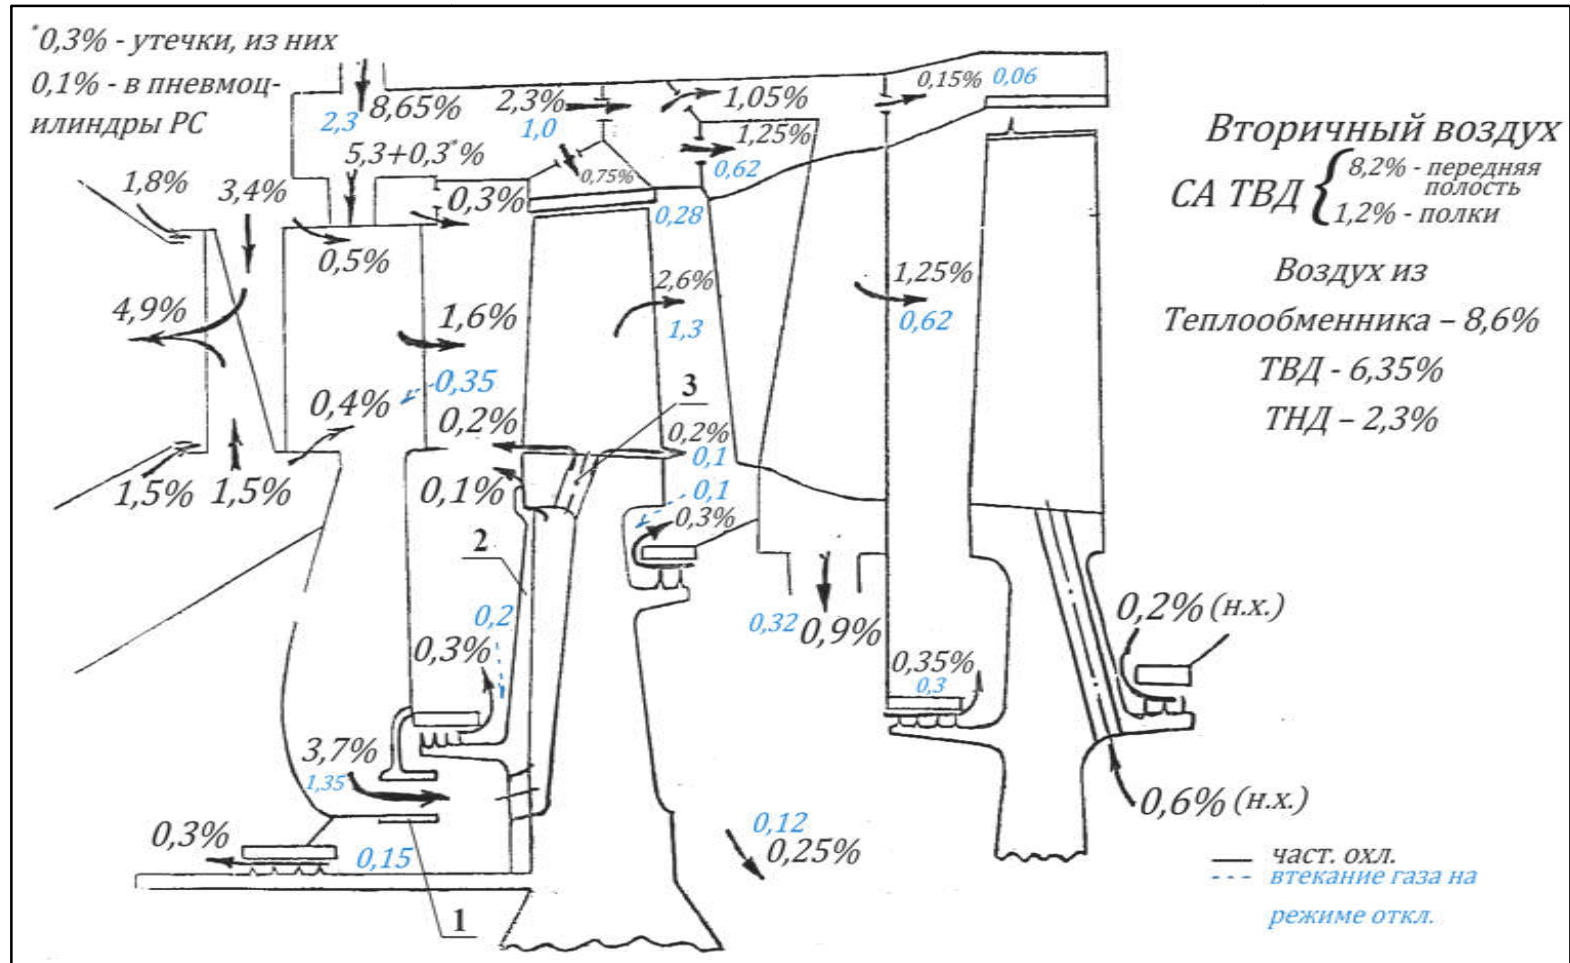 *0,3% - утечки, из них
0,1% - в пневмоц-
илиндры РС
2,3
8,65%
2,3%
1,0
1,05%
0,15% 0,06
1,25%
0,62
5,3+0,3*%
0,75%
1,8%
3,4%
0,3%
0,28
0,5%
4,9%
1,6%
2,6%
1,3
1,25%
0,62
0,35
0,4%
3
0,2%
0,2%
0,1
1,5%
1,5%
0,1%
0,1
0,3%
2
0,2
0,3%
0,32
0,9%
0,35%
0,3
0,2% (н.х.)
3,7%
1,35
0,6% (н.х.)
0,3%
0,15
0,12
0,25%
1
Вторичный воздух
СА ТВД { 8,2% - передняя
полость
1,2% - полки
Воздух из
Теплообменника – 8,6%
ТВД - 6,35%
ТНД – 2,3%
част. охл.
втекание газа на
режиме откл.